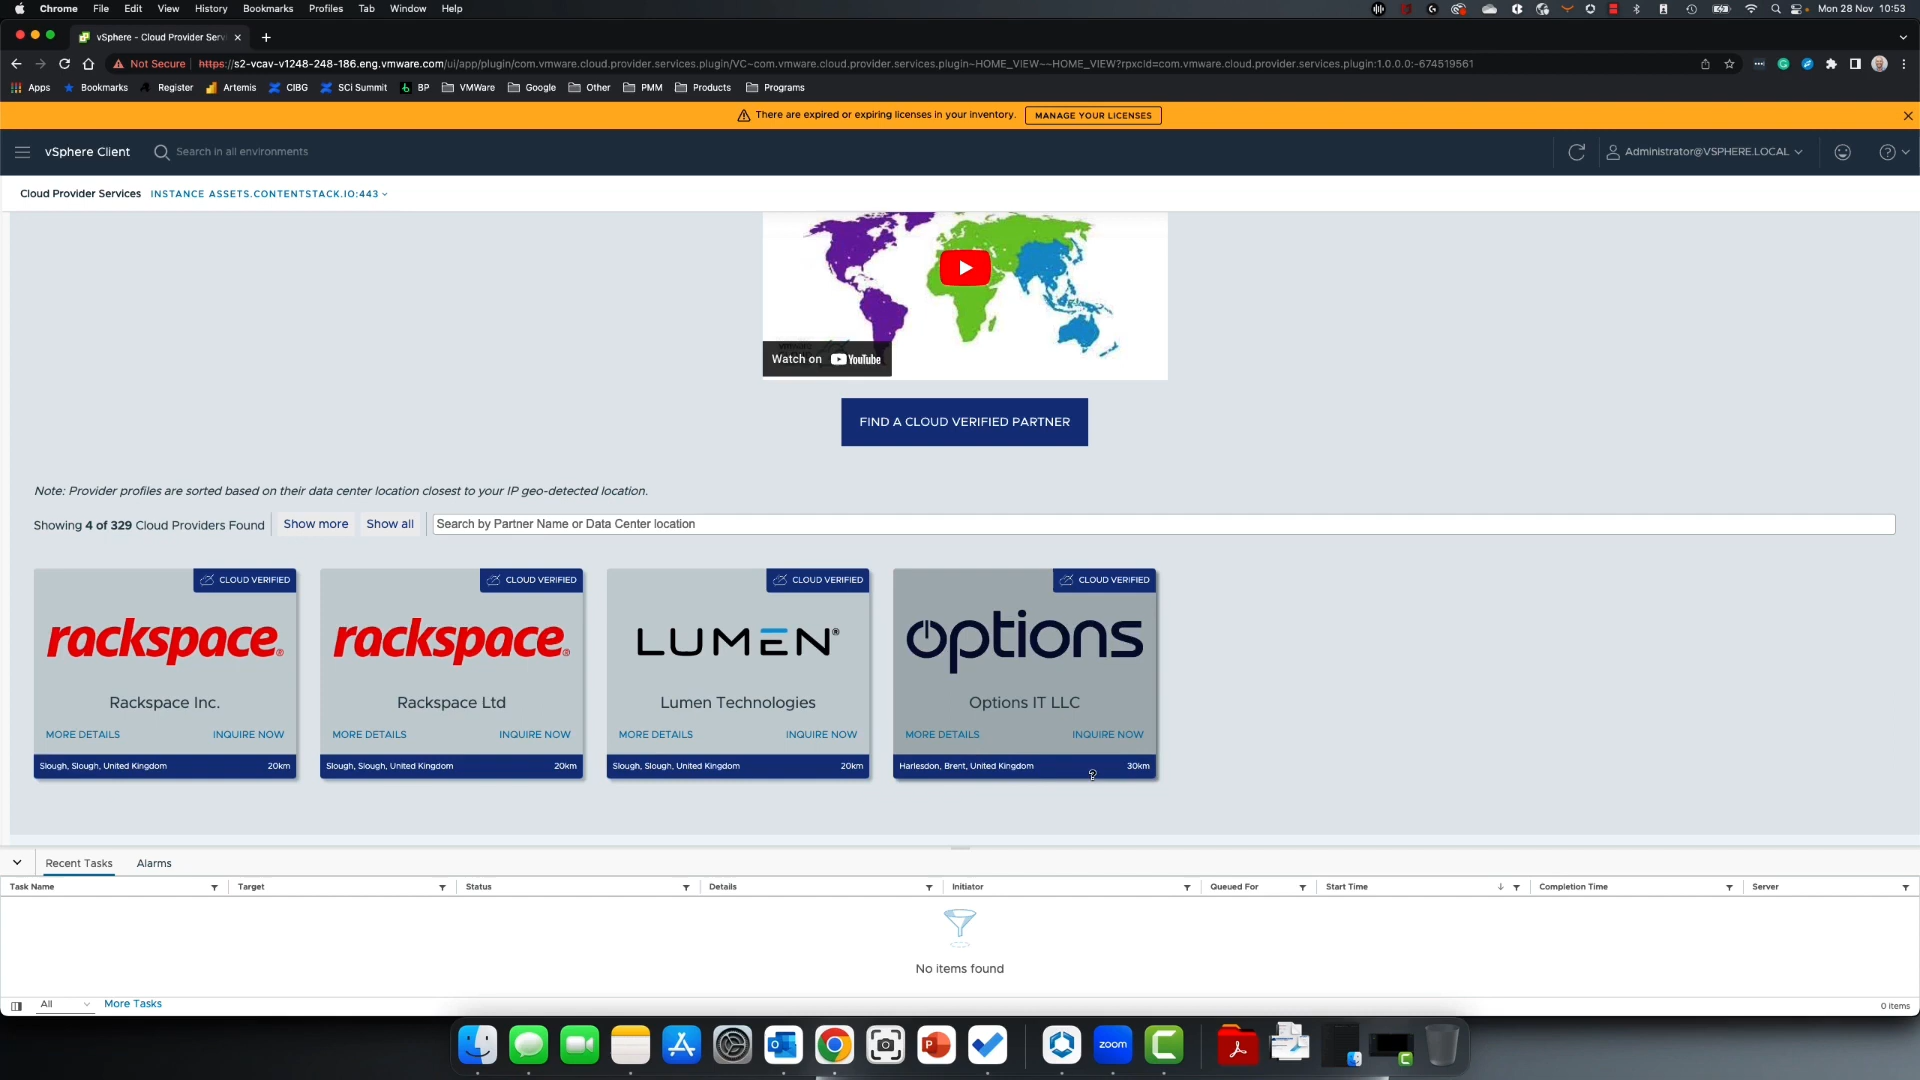 Chrome File Edit View History Bookmarks Profiles Tab Window Help Mon 28 Nov 10:53
vSphere - Cloud Provider Serv
Not Secure https://s2-vcav-v1248-248-186.eng.vmware.com/ui/app/plugin/com.vmware.cloud.provider.services.plugin/VC~com.vmware.cloud.provider.services.plugin~HOME_VIEW~~HOME_VIEW?rpxcId=com.vmware.cloud.provider.services.plugin:1.0.0.0:-674519561
Apps Bookmarks Register Artemis CIBG SCi Summit BP VMWare Google Other PMM Products Programs
There are expired or expiring licenses in your inventory. MANAGE YOUR LICENSES
vSphere Client Search in all environments Administrator@VSPHERE.LOCAL
Cloud Provider Services INSTANCE ASSETS.CONTENTSTACK.IO:443
Watch on YouTube
FIND A CLOUD VERIFIED PARTNER
Note: Provider profiles are sorted based on their data center location closest to your IP geo-detected location.
Showing 4 of 329 Cloud Providers Found Show more Show all Search by Partner Name or Data Center location
CLOUD VERIFIED CLOUD VERIFIED CLOUD VERIFIED CLOUD VERIFIED
rackspace. rackspace. LUMEN® options
Rackspace Inc. Rackspace Ltd Lumen Technologies Options IT LLC
MORE DETAILS INQUIRE NOW MORE DETAILS INQUIRE NOW MORE DETAILS INQUIRE NOW MORE DETAILS INQUIRE NOW
Slough, Slough, United Kingdom 20km Slough, Slough, United Kingdom 20km Slough, Slough, United Kingdom 20km Harlesdon, Brent, United Kingdom 30km
Recent Tasks Alarms
Task Name Target Status Details Initiator Queued For Start Time Completion Time Server
No items found
All More Tasks 0 items
zoom